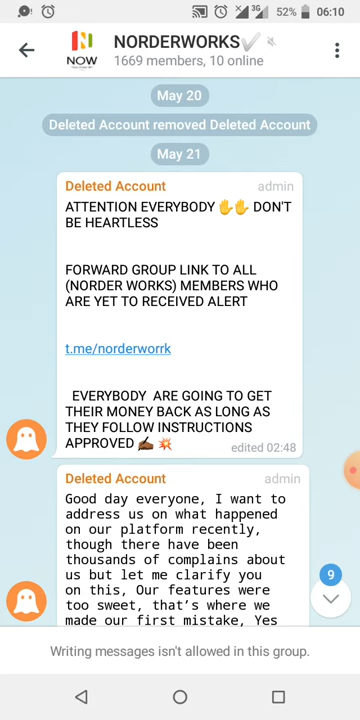 52% 06:10
3G
NORDERWORKS✅
NOW
1669 members, 10 online
May 20
Deleted Account removed Deleted Account
May 21
Deleted Account admin
ATTENTION EVERYBODY ✋✋ DON'T
BE HEARTLESS
FORWARD GROUP LINK TO ALL
(NORDER WORKS) MEMBERS WHO
ARE YET TO RECEIVED ALERT
t.me/norderworrk
EVERYBODY ARE GOING TO GET
THEIR MONEY BACK AS LONG AS
THEY FOLLOW INSTRUCTIONS
APPROVED ✍🏿 💥
edited 02:48
Deleted Account admin
Good day everyone, I want to
address us on what happened
on our platform recently,
though there have been
thousands of complains about
us but let me clarify you
on this, Our features were
too sweet, that's where we
made our first mistake, Yes
9
Writing messages isn't allowed in this group.